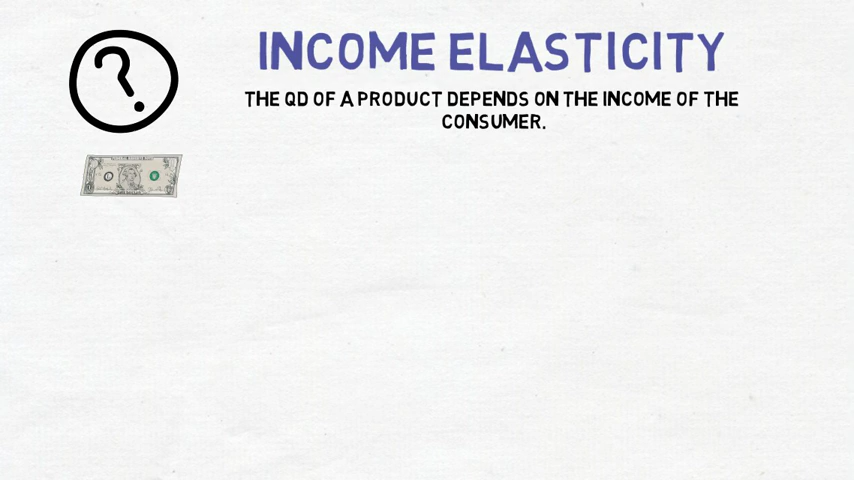 INCOME ELASTICITY
THE QD OF A PRODUCT DEPENDS ON THE INCOME OF THE
CONSUMER.